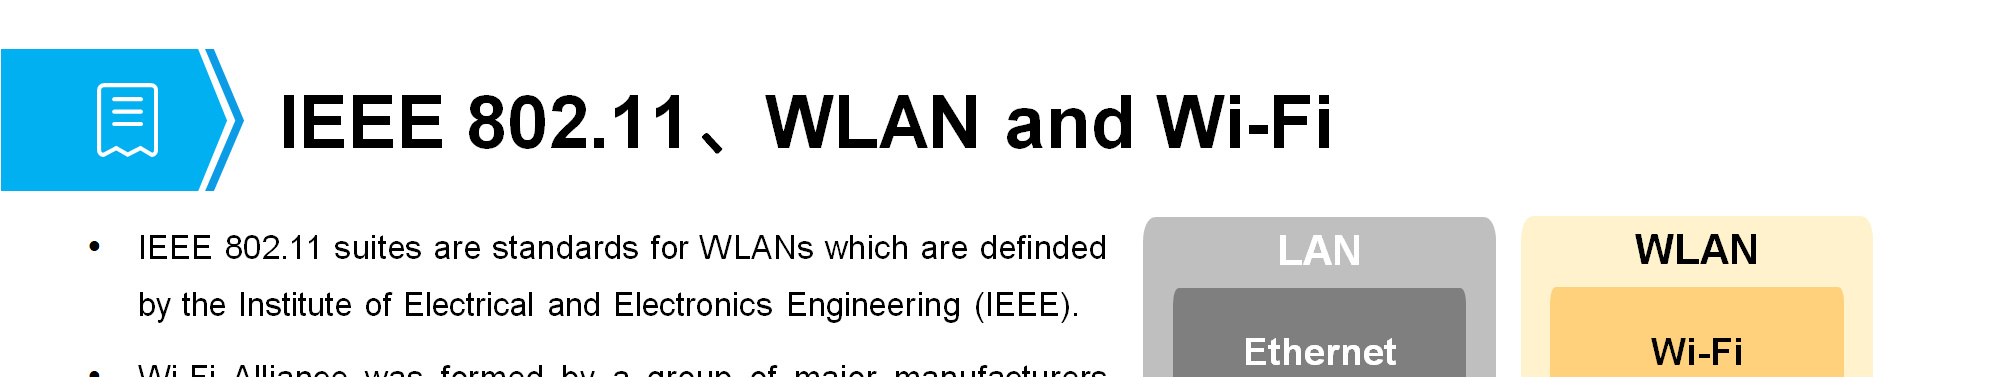 IEEE 802.11、WLAN and Wi-Fi
• IEEE 802.11 suites are standards for WLANs which are definded
by the Institute of Electrical and Electronics Engineering (IEEE).
• Wi-Fi Alliance was formed by a group of major manufacturers
LAN
Ethernet
WLAN
Wi-Fi